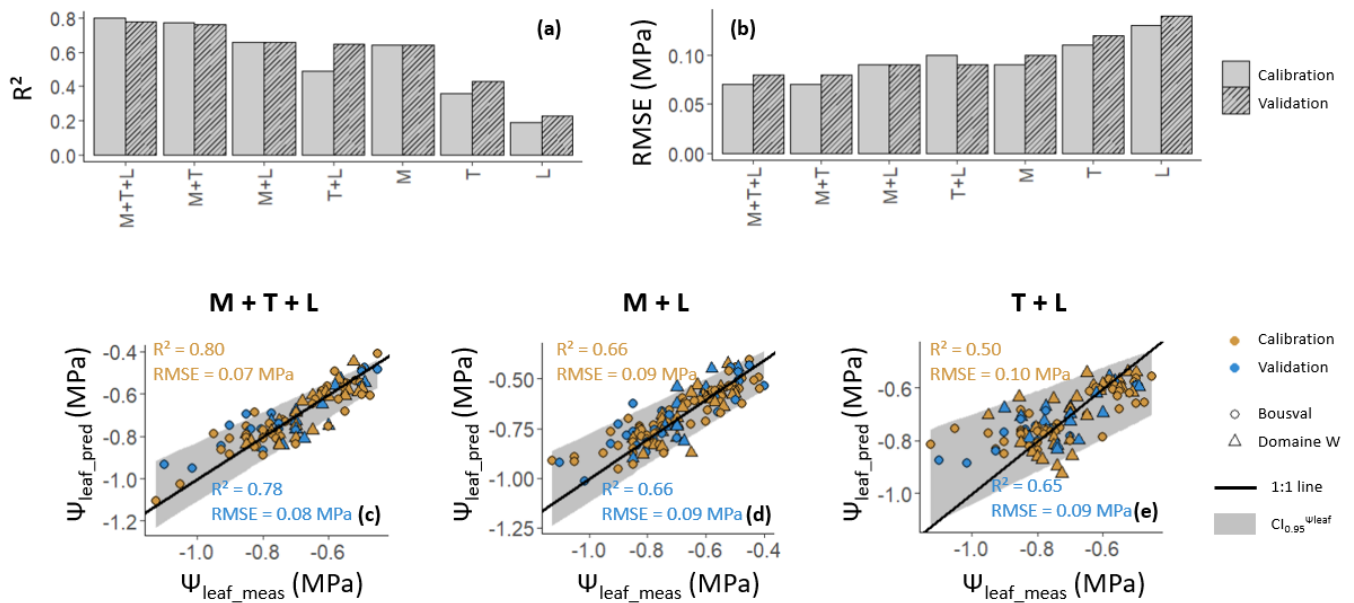 (a)
R²
0.8
0.6
0.4
0.2
0.0
M+T+L
M+T
M+L
T+L
M
T
L
(b)
RMSE (MPa)
0.10
0.05
0.00
M+T+L
M+T
M+L
T+L
M
T
L
Calibration
Validation
M + T + L
Ψleaf_pred (MPa)
-0.4
-0.6
-0.8
-1.0
-1.2
R² = 0.80
RMSE = 0.07 MPa
R² = 0.78
RMSE = 0.08 MPa
(c)
-1.0
-0.8
-0.6
Ψleaf_meas (MPa)
M + L
Ψleaf_pred (MPa)
-0.50
-0.75
-1.00
-1.25
R² = 0.66
RMSE = 0.09 MPa
R² = 0.66
RMSE = 0.09 MPa
(d)
-1.0
-0.8
-0.6
-0.4
Ψleaf_meas (MPa)
T + L
Ψleaf_pred (MPa)
-0.6
-0.8
-1.0
R² = 0.50
RMSE = 0.10 MPa
R² = 0.65
RMSE = 0.09 MPa
(e)
-1.0
-0.8
-0.6
Ψleaf_meas (MPa)
Calibration
Validation
Bousval
Domaine W
1:1 line
CI0.95 Ψleaf